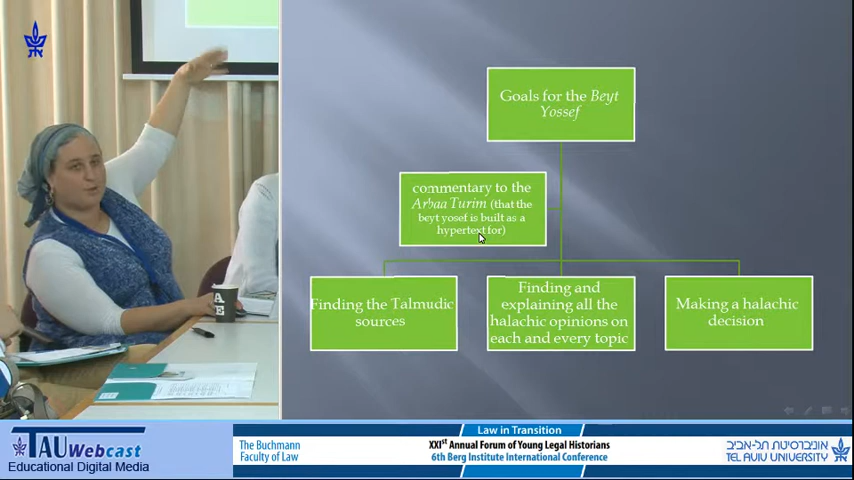 Goals for the Beyt
Yossef
commentary to the
Arbaa Turim (that the
beyt yosef is built as a
hypertext for)
Finding the Talmudic
sources
Finding and
explaining all the
halachic opinions on
each and every topic
Making a halachic
decision
A
E
TAU Webcast
Educational Digital Media
The Buchmann
Faculty of Law
Law in Transition
XXIst Annual Forum of Young Legal Historians
6th Berg Institute International Conference
אוניברסיטת תל-אביב
TEL AVIV UNIVERSITY